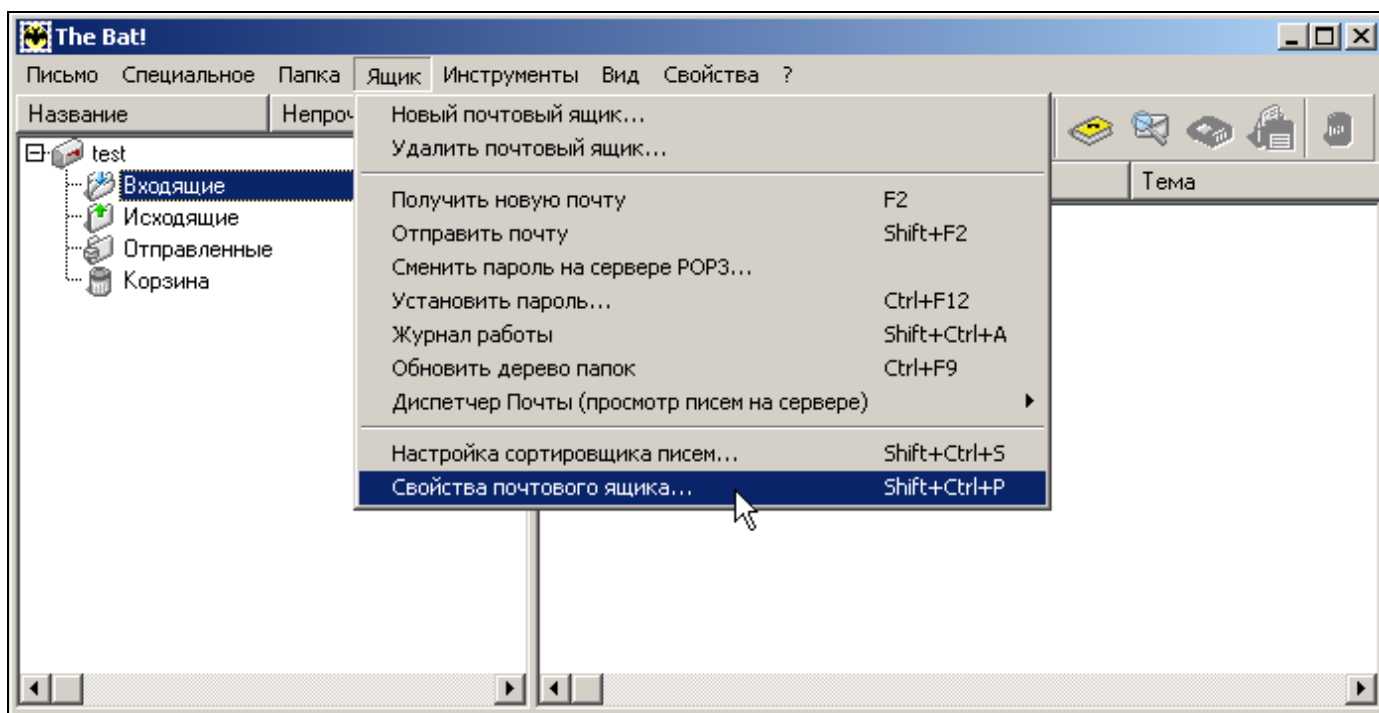 The Bat!
Письмо Специальное Папка Ящик Инструменты Вид Свойства ?
Название Непроч
Новый почтовый ящик...
Удалить почтовый ящик...
Получить новую почту F2
Отправить почту Shift+F2
Сменить пароль на сервере POP3...
Установить пароль... Ctrl+F12
Журнал работы Shift+Ctrl+A
Обновить дерево папок Ctrl+F9
Диспетчер Почты (просмотр писем на сервере)
Настройка сортировщика писем... Shift+Ctrl+S
Свойства почтового ящика... Shift+Ctrl+P
Тема
test
Входящие
Исходящие
Отправленные
Корзина